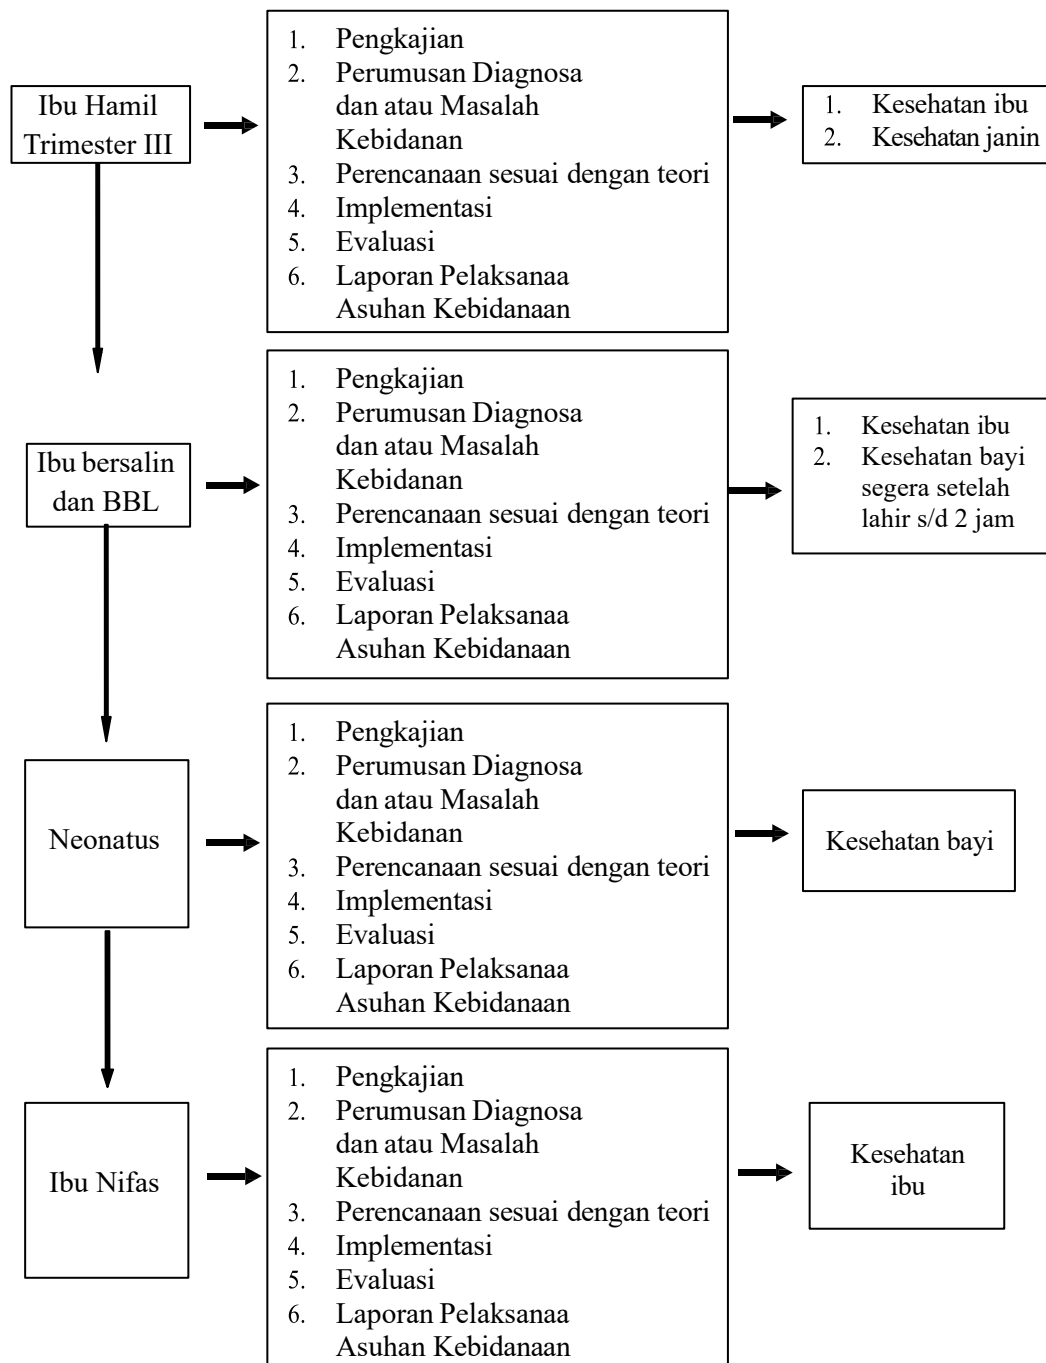 Ibu Hamil
Trimester III
1. Pengkajian
2. Perumusan Diagnosa
dan atau Masalah
Kebidanan
3. Perencanaan sesuai dengan teori
4. Implementasi
5. Evaluasi
6. Laporan Pelaksanaa
Asuhan Kebidanaan
1. Kesehatan ibu
2. Kesehatan janin
Ibu bersalin
dan BBL
1. Pengkajian
2. Perumusan Diagnosa
dan atau Masalah
Kebidanan
3. Perencanaan sesuai dengan teori
4. Implementasi
5. Evaluasi
6. Laporan Pelaksanaa
Asuhan Kebidanaan
1. Kesehatan ibu
2. Kesehatan bayi
segera setelah
lahir s/d 2 jam
Neonatus
1. Pengkajian
2. Perumusan Diagnosa
dan atau Masalah
Kebidanan
3. Perencanaan sesuai dengan teori
4. Implementasi
5. Evaluasi
6. Laporan Pelaksanaa
Asuhan Kebidanaan
Kesehatan bayi
Ibu Nifas
1. Pengkajian
2. Perumusan Diagnosa
dan atau Masalah
Kebidanan
3. Perencanaan sesuai dengan teori
4. Implementasi
5. Evaluasi
6. Laporan Pelaksanaa
Asuhan Kebidanaan
Kesehatan
ibu